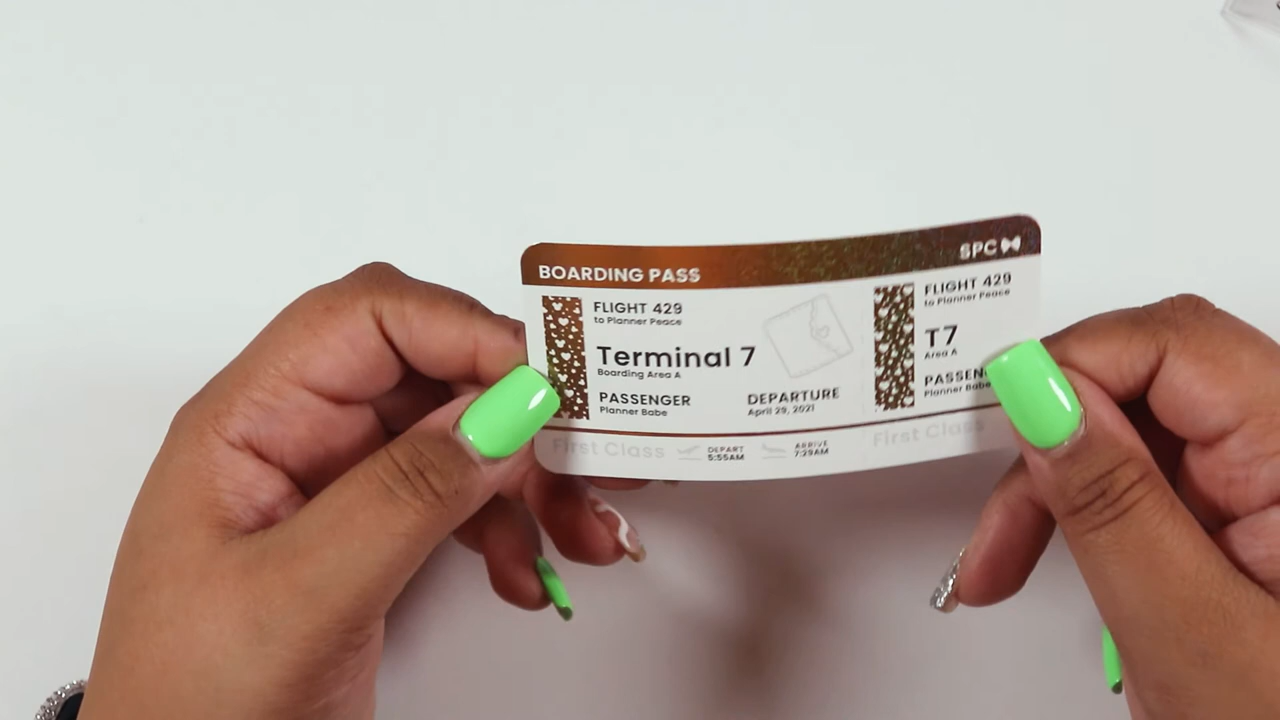 BOARDING PASS
SPC
FLIGHT 429
to Planner Peace
Terminal 7
Boarding Area A
PASSENGER
Planner Babe
DEPARTURE
April 29, 2021
First Class
DEPART
5:55AM
ARRIVE
7:29AM
FLIGHT 429
to Planner Peace
T7
Area A
PASSEN
Planner Babe
First Class